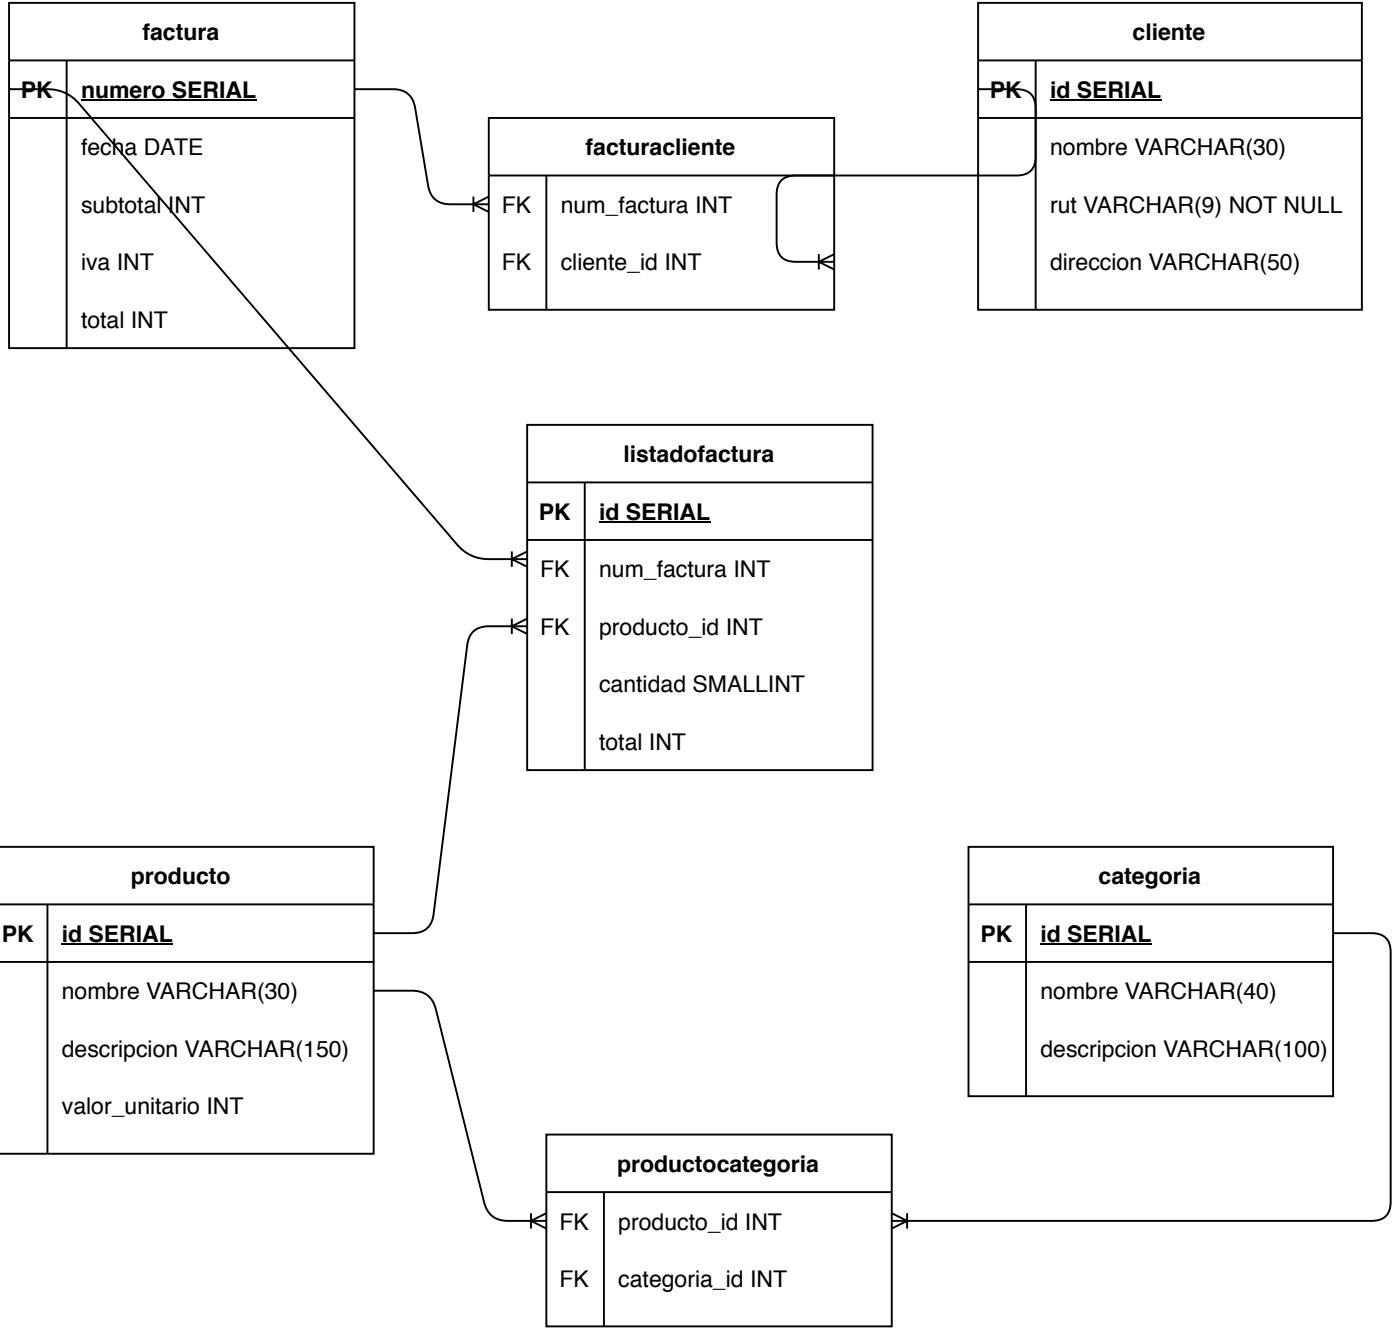 factura
PK numero SERIAL
fecha DATE
subtotal INT
iva INT
total INT
cliente
PK id SERIAL
nombre VARCHAR(30)
rut VARCHAR(9) NOT NULL
direccion VARCHAR(50)
facturacliente
FK num_factura INT
FK cliente_id INT
listadofactura
PK id SERIAL
FK num_factura INT
FK producto_id INT
cantidad SMALLINT
total INT
producto
PK id SERIAL
nombre VARCHAR(30)
descripcion VARCHAR(150)
valor_unitario INT
categoria
PK id SERIAL
nombre VARCHAR(40)
descripcion VARCHAR(100)
productocategoria
FK producto_id INT
FK categoria_id INT